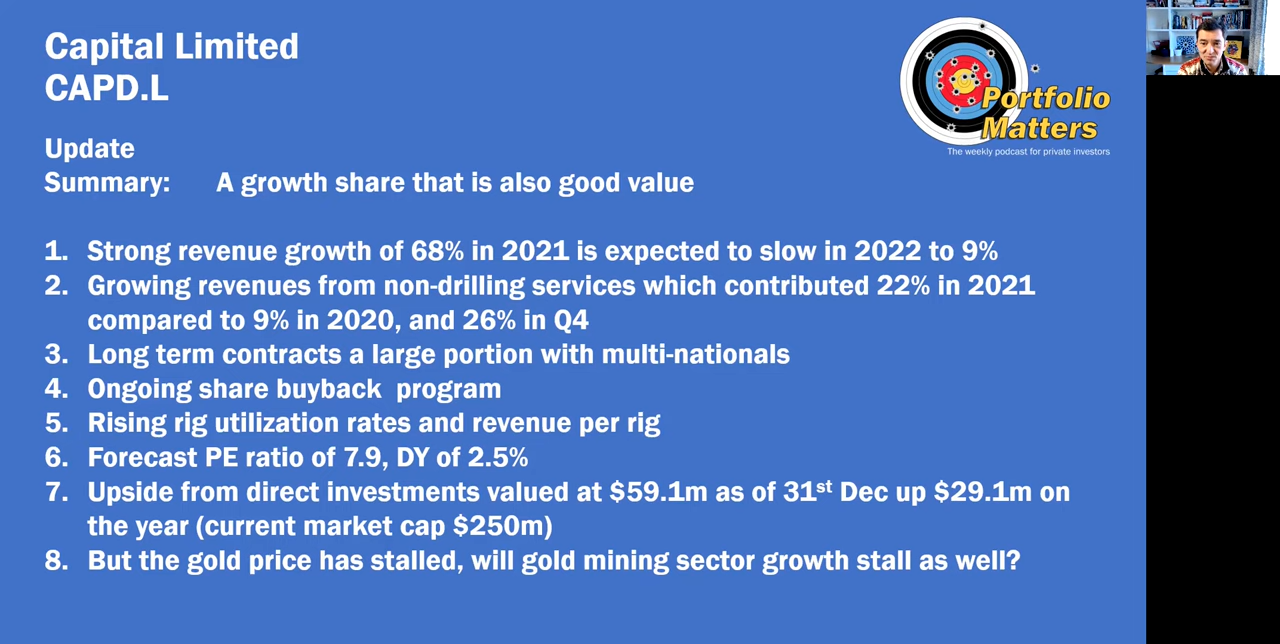 Capital Limited
CAPD.L
Portfolio
Matters
The weekly podcast for private investors
Update
Summary: A growth share that is also good value
1. Strong revenue growth of 68% in 2021 is expected to slow in 2022 to 9%
2. Growing revenues from non-drilling services which contributed 22% in 2021
compared to 9% in 2020, and 26% in Q4
3. Long term contracts a large portion with multi-nationals
4. Ongoing share buyback  program
5. Rising rig utilization rates and revenue per rig
6. Forecast PE ratio of 7.9, DY of 2.5%
7. Upside from direct investments valued at $59.1m as of 31st Dec up $29.1m on
the year (current market cap $250m)
8. But the gold price has stalled, will gold mining sector growth stall as well?